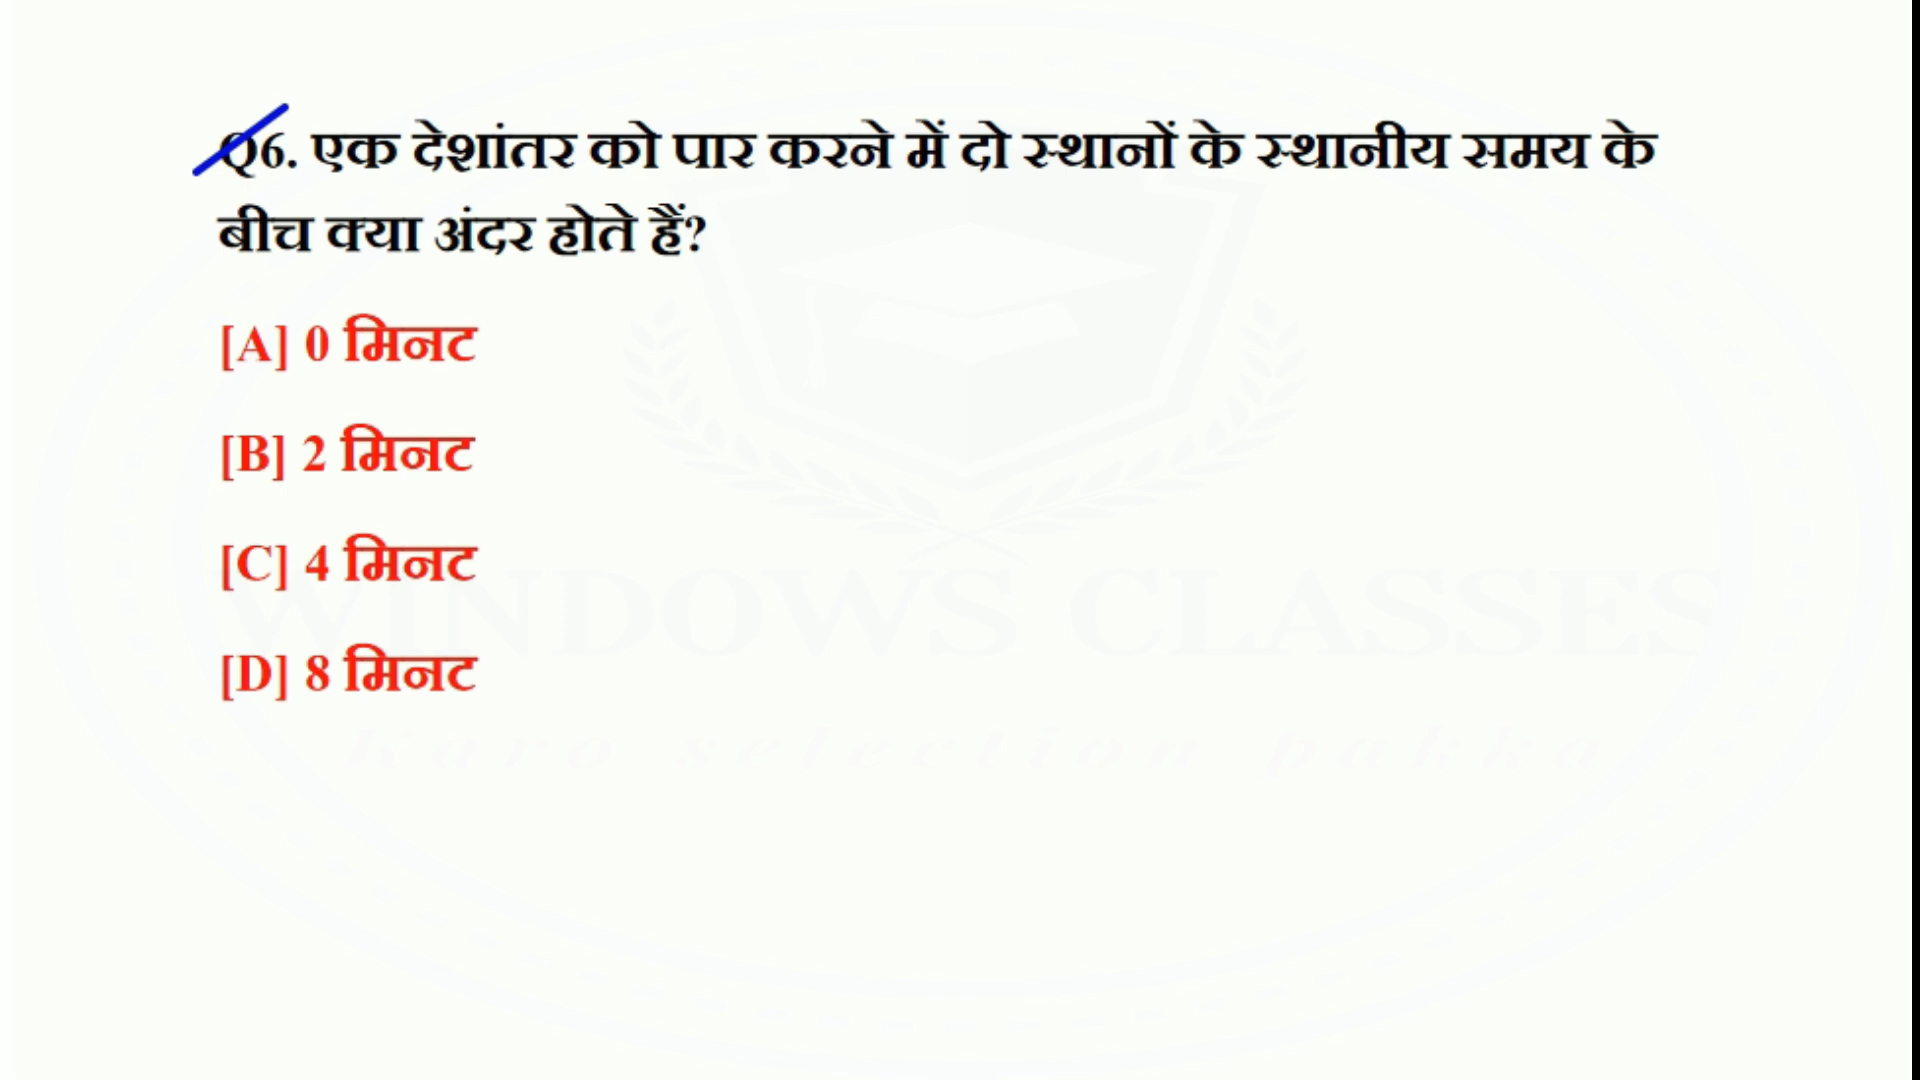 Q6. एक देशांतर को पार करने में दो स्थानों के स्थानीय समय के
बीच क्या अंदर होते हैं?
[A] 0 मिनट
[B] 2 मिनट
[C] 4 मिनट
WINDOWS CLASSES
[D] 8 मिनट
Karo selection pakka